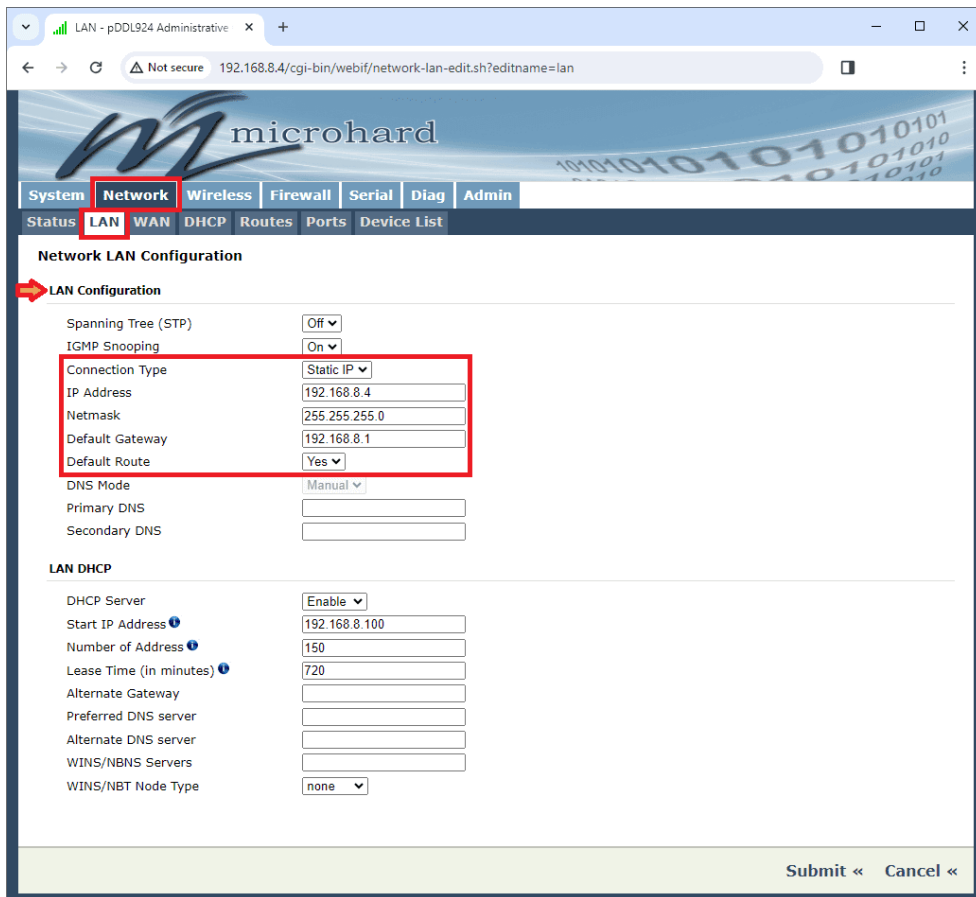 LAN - pDDL924 Administrative
Not secure 192.168.8.4/cgi-bin/webif/network-lan-edit.sh?editname=lan
microhard
System Network Wireless Firewall Serial Diag Admin
Status LAN WAN DHCP Routes Ports Device List
Network LAN Configuration
LAN Configuration
Spanning Tree (STP) Off
IGMP Snooping On
Connection Type Static IP
IP Address 192.168.8.4
Netmask 255.255.255.0
Default Gateway 192.168.8.1
Default Route Yes
DNS Mode Manual
Primary DNS
Secondary DNS
LAN DHCP
DHCP Server Enable
Start IP Address 192.168.8.100
Number of Address 150
Lease Time (in minutes) 720
Alternate Gateway
Preferred DNS server
Alternate DNS server
WINS/NBNS Servers
WINS/NBT Node Type none
Submit « Cancel «